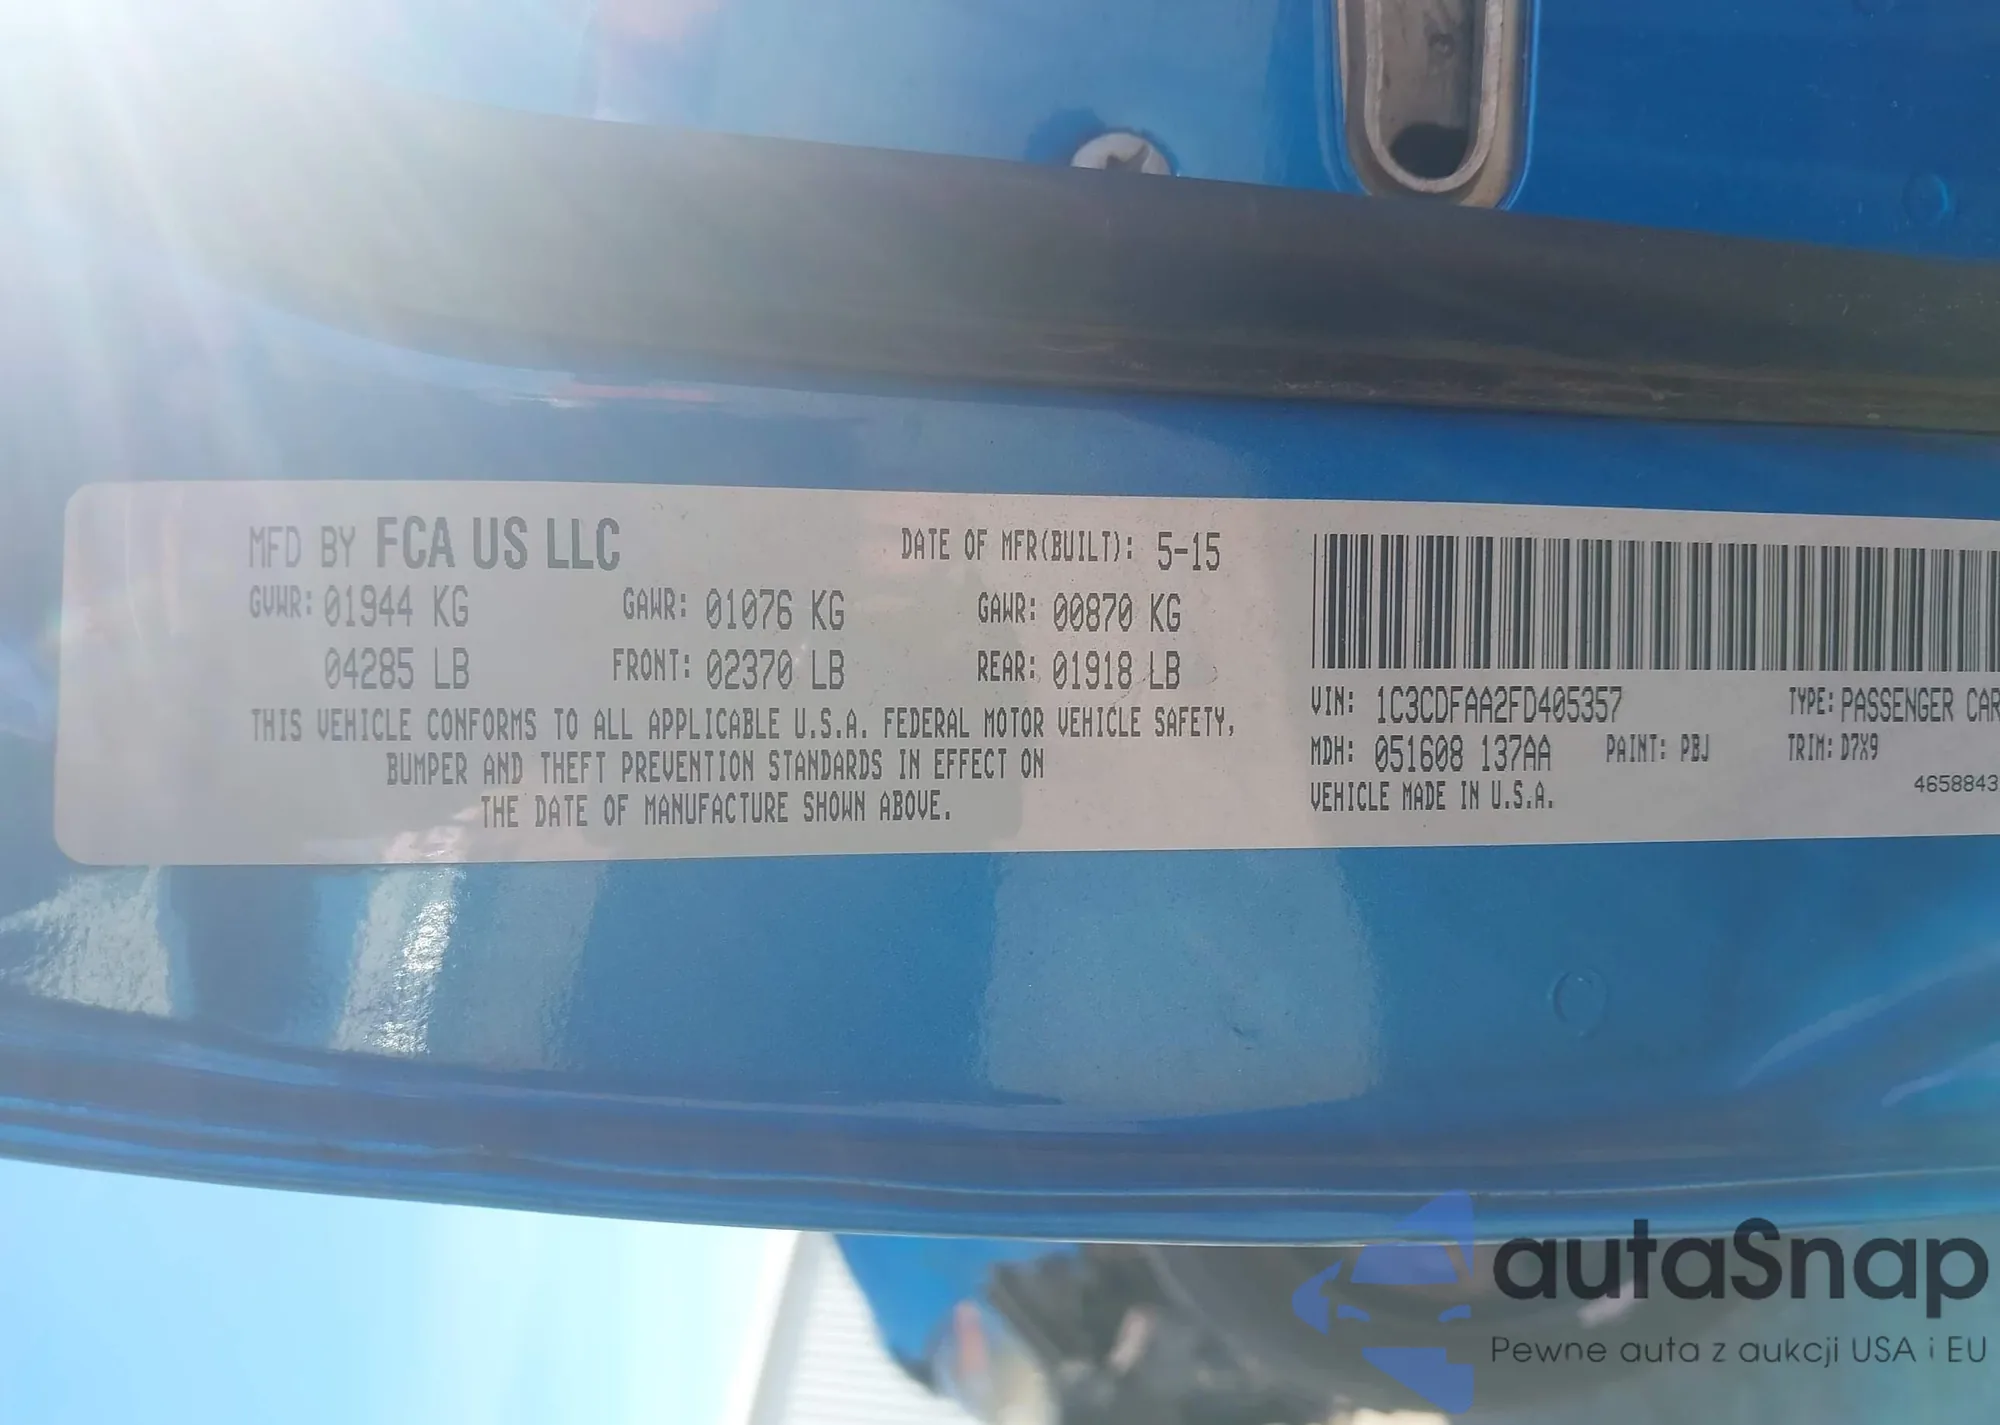 MFD BY FCA US LLC DATE OF MFR(BUILT): 5-15
GVWR: 01944 KG GAWR: 01076 KG GAWR: 00870 KG
04285 LB FRONT: 02370 LB REAR: 01918 LB
THIS VEHICLE CONFORMS TO ALL APPLICABLE U.S.A. FEDERAL MOTOR VEHICLE SAFETY,
BUMPER AND THEFT PREVENTION STANDARDS IN EFFECT ON
THE DATE OF MANUFACTURE SHOWN ABOVE.
VIN: 1C3CDFAA2FD405357 TYPE: PASSENGER CAR
MDH: 051608 137AA PAINT: PBJ TRIM: D7X9
VEHICLE MADE IN U.S.A.
4658843
autaSnap
Pewne auta z aukcji USA i EU